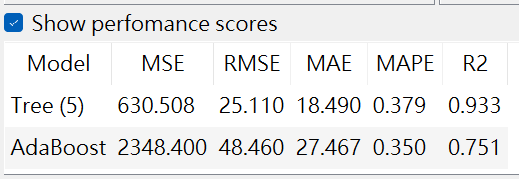 Show perfomance scores
Model MSE RMSE MAE MAPE R2
Tree (5) 630.508 25.110 18.490 0.379 0.933
AdaBoost 2348.400 48.460 27.467 0.350 0.751